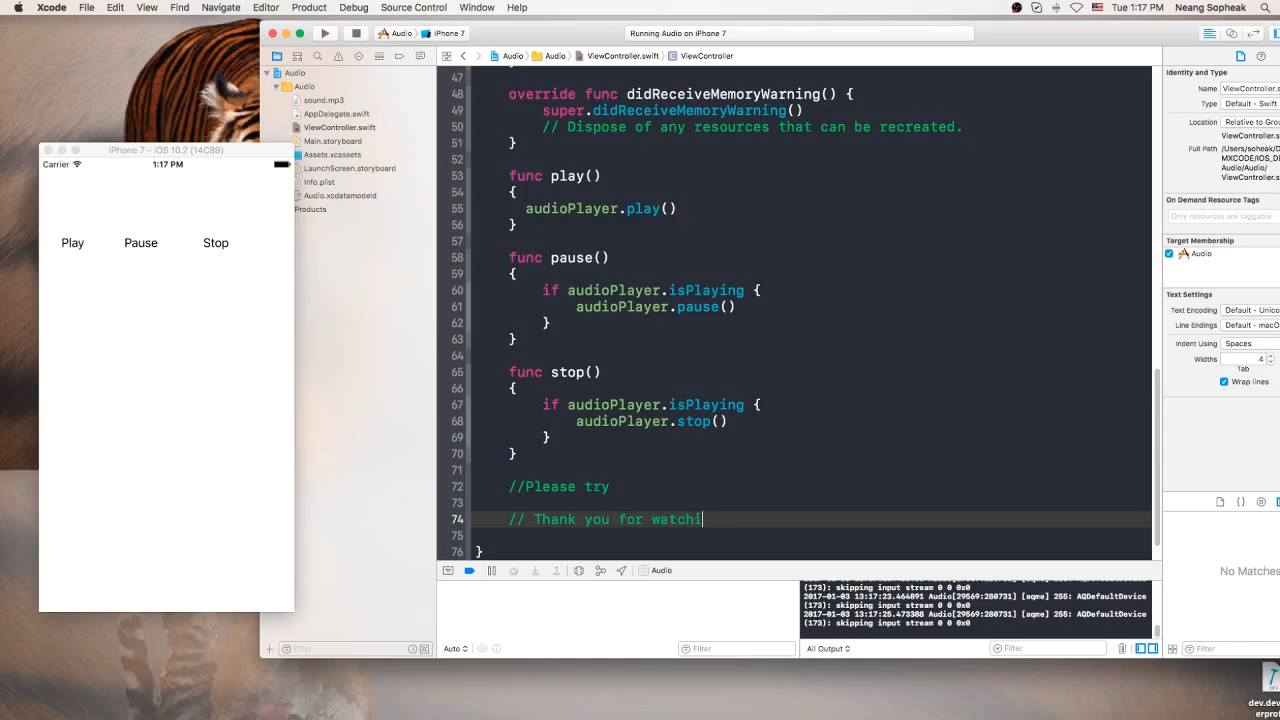 Xcode File Edit View Find Navigate Editor Product Debug Source Control Window Help Tue 1:17 PM Neang Sopheak
Audio iPhone 7 Running Audio on iPhone 7
Audio Audio ViewController.swift ViewController
Audio
Audio
sound.mp3
AppDelegate.swift
ViewController.swift
Main.storyboard
Assets.xcassets
LaunchScreen.storyboard
Info.plist
Audio.xcdatamodeld
Products
Filter
iPhone 7 – iOS 10.2 (14C89)
Carrier 1:17 PM
Play Pause Stop
47
48 override func didReceiveMemoryWarning() {
49 super.didReceiveMemoryWarning()
50 // Dispose of any resources that can be recreated.
51 }
52
53 func play()
54 {
55 audioPlayer.play()
56 }
57
58 func pause()
59 {
60 if audioPlayer.isPlaying {
61 audioPlayer.pause()
62 }
63 }
64
65 func stop()
66 {
67 if audioPlayer.isPlaying {
68 audioPlayer.stop()
69 }
70 }
71
72 //Please try
73
74 // Thank you for watchi
75
76 }
Audio
2017-01-03 13:17:23.464891 Audio[29569:280731] [aqme] 255: AQDefaultDevice
(173): skipping input stream 0 0 0x0
2017-01-03 13:17:25.473388 Audio[29569:280731] [aqme] 255: AQDefaultDevice
(173): skipping input stream 0 0 0x0
Auto Filter All Output Filter
Identity and Type
Name ViewController.s
Type Default - Swift
Location Relative to Grou
ViewController.s
Full Path /Users/soheak/D
MXCODE/IOS_DE
Audio/Audio/
ViewController.s
On Demand Resource Tags
Only resources are taggable
Target Membership
Audio
Text Settings
Text Encoding Default - Unico
Line Endings Default - macO
Indent Using Spaces
Widths 4
Tab
Wrap lines
No Matches
Filter
dev.dev
erprof